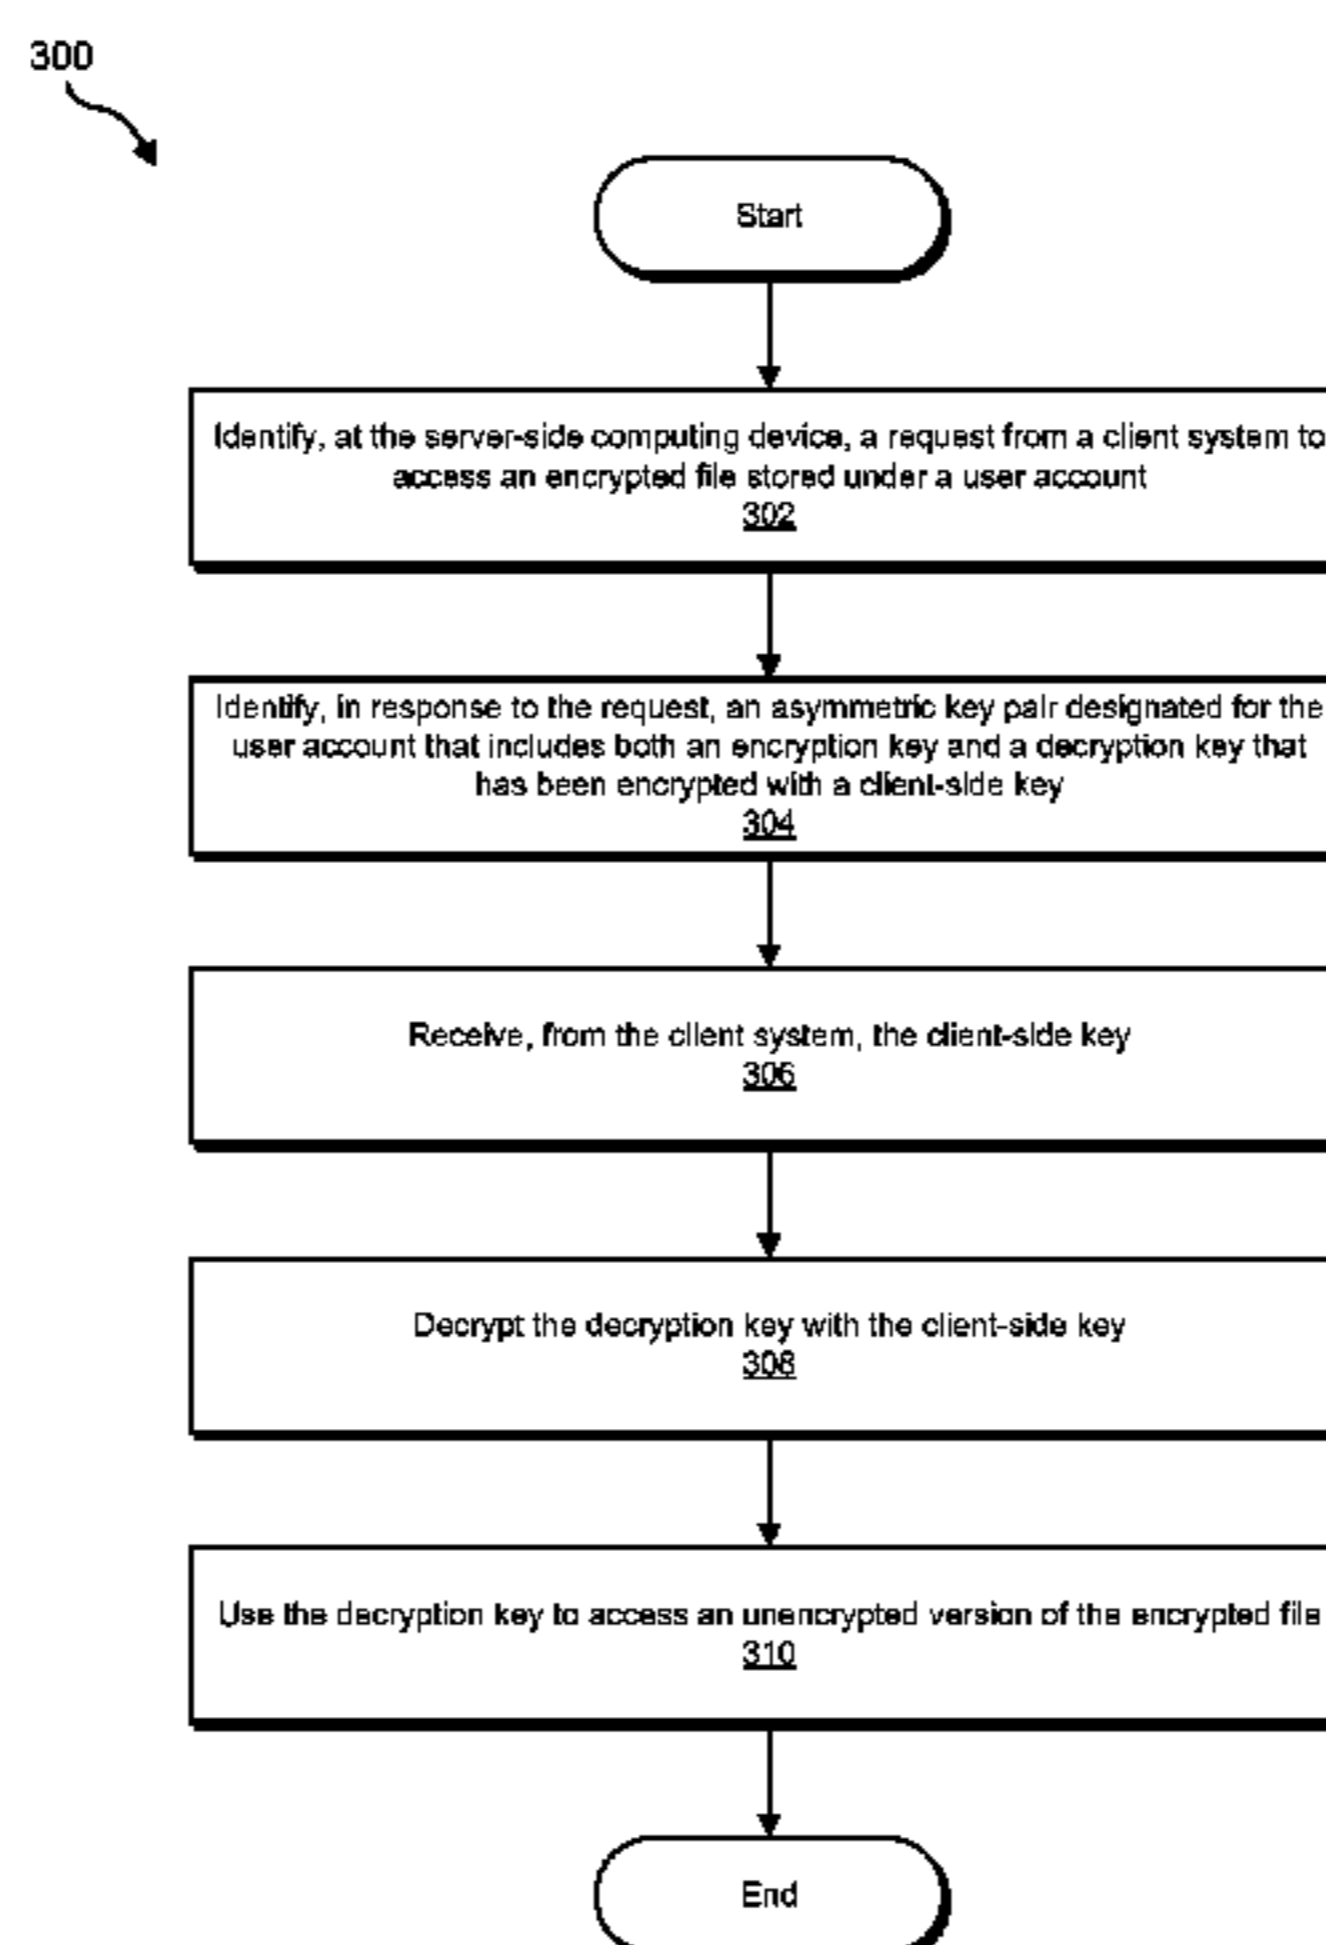 300
Start
Identify, at the server-side computing device, a request from a client system to
access an encrypted file stored under a user account
302
Identify, in response to the request, an asymmetric key pair designated for the
user account that includes both an encryption key and a decryption key that
has been encrypted with a client-side key
304
Receive, from the client system, the client-side key
306
Decrypt the decryption key with the client-side key
308
Use the decryption key to access an unencrypted version of the encrypted file
310
End